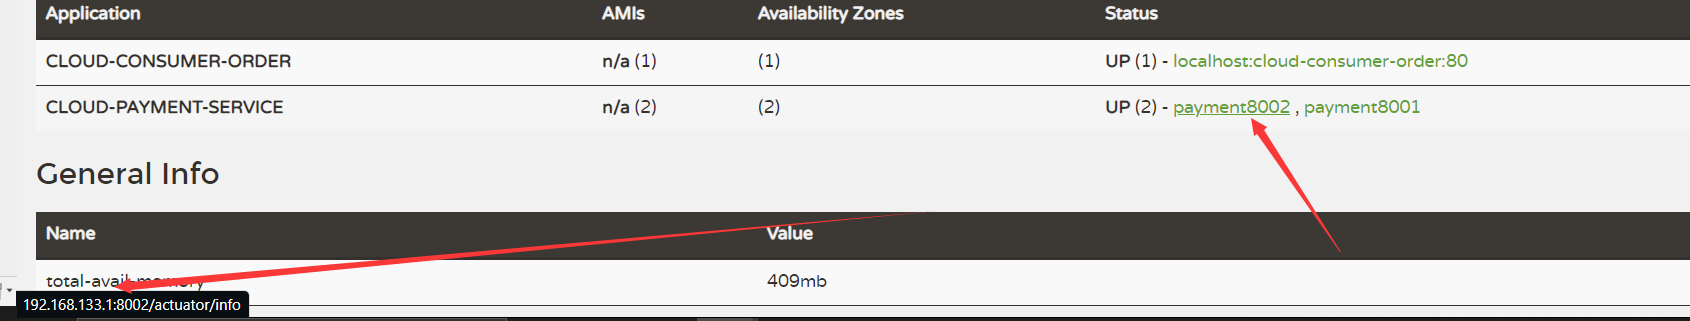 Application AMIs Availability Zones Status
CLOUD-CONSUMER-ORDER n/a (1) (1) UP (1) - localhost:cloud-consumer-order:80
CLOUD-PAYMENT-SERVICE n/a (2) (2) UP (2) - payment8002 , payment8001
General Info
Name Value
total-avail-memory 409mb
192.168.133.1:8002/actuator/info